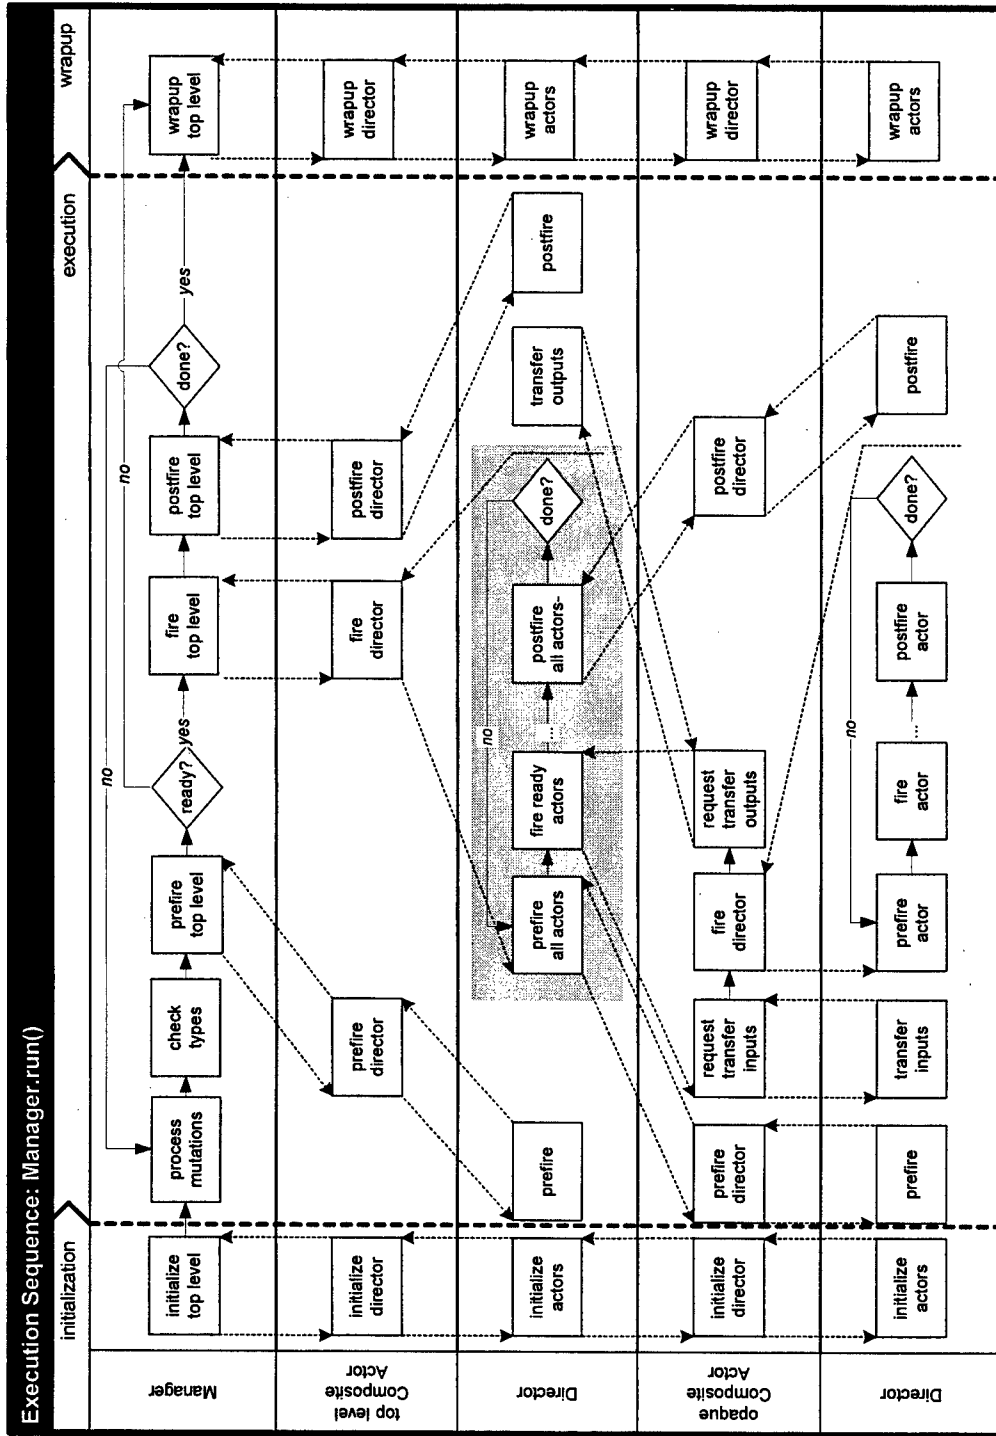 Execution Sequence: Manager.run()
initialization
execution
wrapup
Manager
initialize
top level
process
mutations
check
types
prefire
top level
ready?
yes
no
fire
top level
postfire
top level
done?
yes
no
wrapup
top level
top level
Composite
Actor
initialize
director
prefire
director
fire
director
postfire
director
wrapup
director
Director
initialize
actors
prefire
prefire
all actors
fire ready
actors
...
postfire
all actors-
done?
no
transfer
outputs
postfire
wrapup
actors
opaque
Composite
Actor
initialize
director
prefire
director
request
transfer
inputs
fire
director
request
transfer
outputs
postfire
director
wrapup
director
Director
initialize
actors
prefire
transfer
inputs
prefire
actor
fire
actor
...
postfire
actor
done?
no
postfire
wrapup
actors